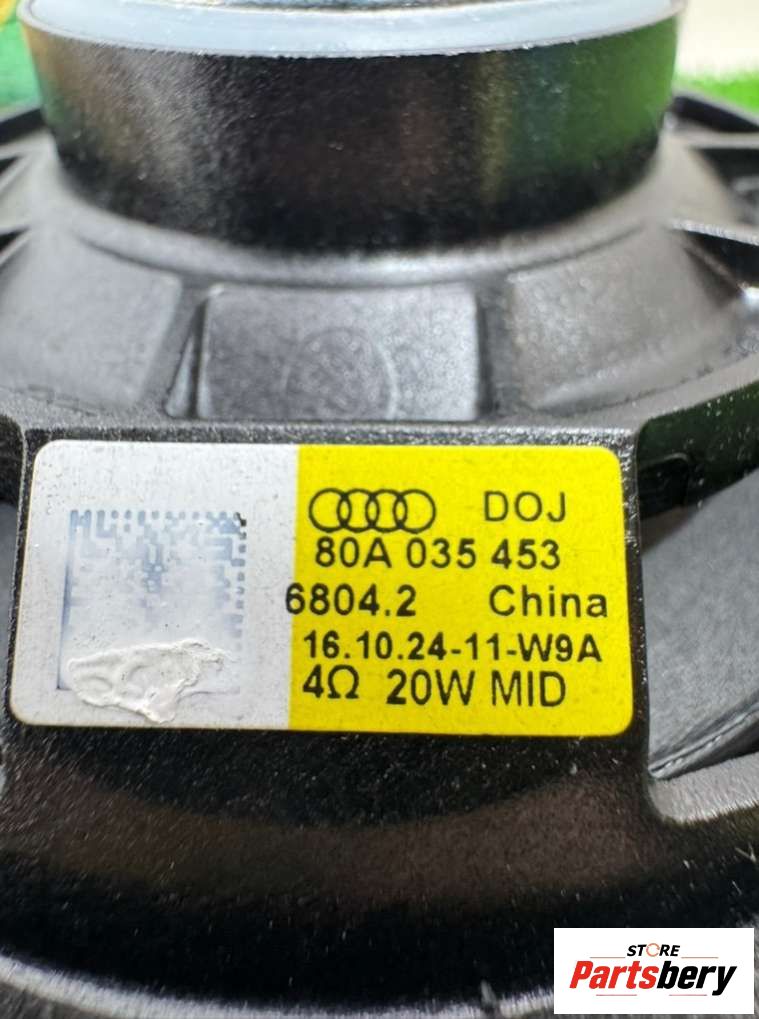 DOJ
80A 035 453
6804.2 China
16.10.24-11-W9A
4Ω 20W MID
STORE
Partsbery